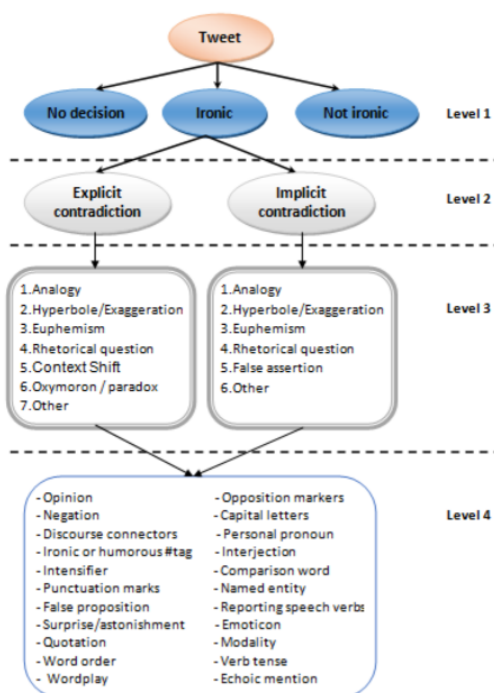 Tweet
No decision
Ironic
Not ironic
Level 1
Explicit
contradiction
Implicit
contradiction
Level 2
1.Analogy
2.Hyperbole/Exaggeration
3.Euphemism
4.Rhetorical question
5.Context Shift
6.Oxymoron / paradox
7.Other
1.Analogy
2.Hyperbole/Exaggeration
3.Euphemism
4.Rhetorical question
5.False assertion
6.Other
Level 3
- Opinion
- Negation
- Discourse connectors
- Ironic or humorous #tag
- Intensifier
- Punctuation marks
- False proposition
- Surprise/astonishment
- Quotation
- Word order
- Wordplay
- Opposition markers
- Capital letters
- Personal pronoun
- Interjection
- Comparison word
- Named entity
- Reporting speech verbs
- Emoticon
- Modality
- Verb tense
- Echoic mention
Level 4